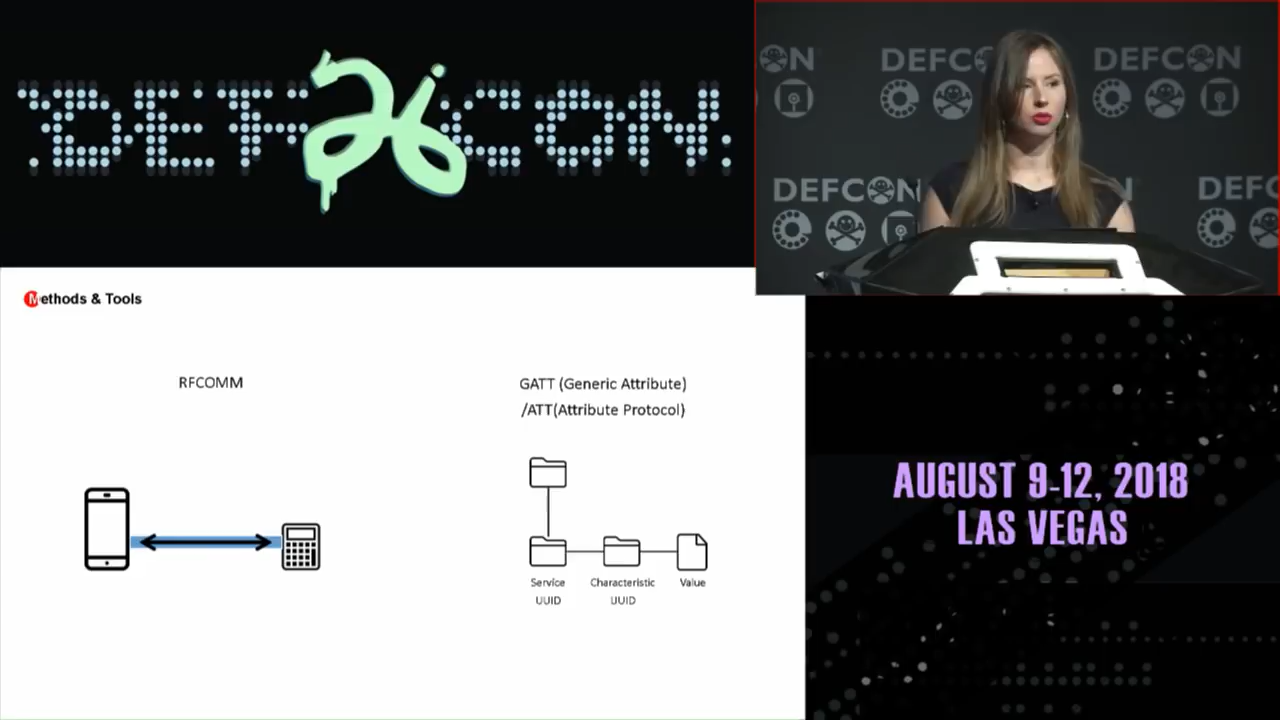 DEF CON
26
DEFCON
DEFCON
DEFCON
DEFCON
DEFCON
Methods & Tools
RFCOMM
GATT (Generic Attribute)
/ATT(Attribute Protocol)
Service
UUID
Characteristic
UUID
Value
AUGUST 9-12, 2018
LAS VEGAS